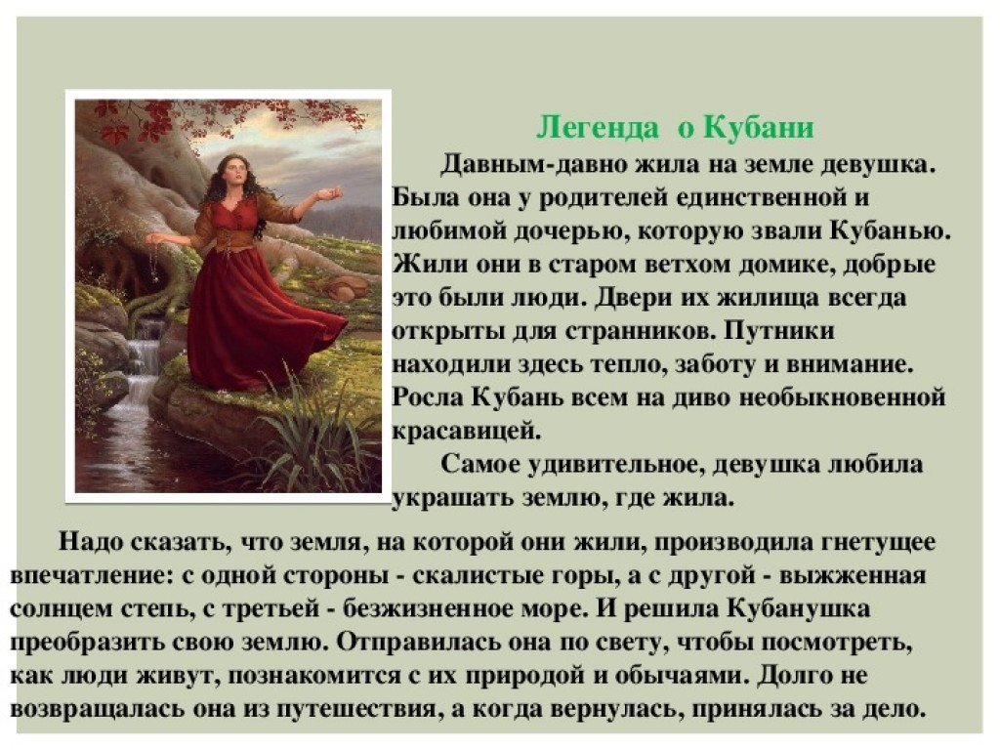 Легенда о Кубани
Давным-давно жила на земле девушка.
Была она у родителей единственной и
любимой дочерью, которую звали Кубанью.
Жили они в старом ветхом домике, добрые
это были люди. Двери их жилища всегда
открыты для странников. Путники
находили здесь тепло, заботу и внимание.
Росла Кубань всем на диво необыкновенной
красавицей.
Самое удивительное, девушка любила
украшать землю, где жила.
Надо сказать, что земля, на которой они жили, производила гнетущее
впечатление: с одной стороны - скалистые горы, а с другой - выжженная
солнцем степь, с третьей - безжизненное море. И решила Кубанушка
преобразить свою землю. Отправилась она по свету, чтобы посмотреть,
как люди живут, познакомится с их природой и обычаями. Долго не
возвращалась она из путешествия, а когда вернулась, принялась за дело.